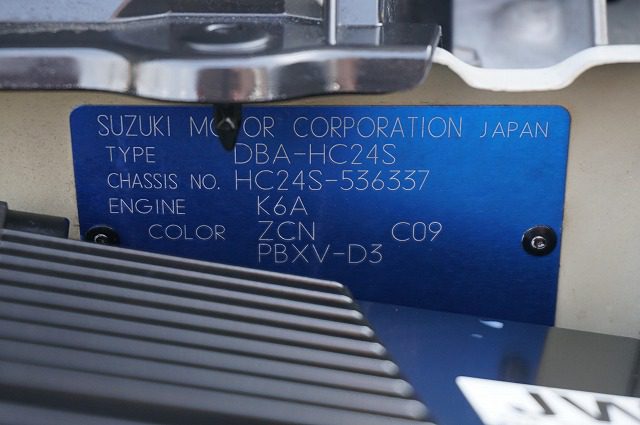 SUZUKI MOTOR CORPORATION JAPAN
TYPE DBA-HC24S
CHASSIS NO. HC24S-536337
ENGINE K6A
COLOR ZCN C09
PBXV-D3